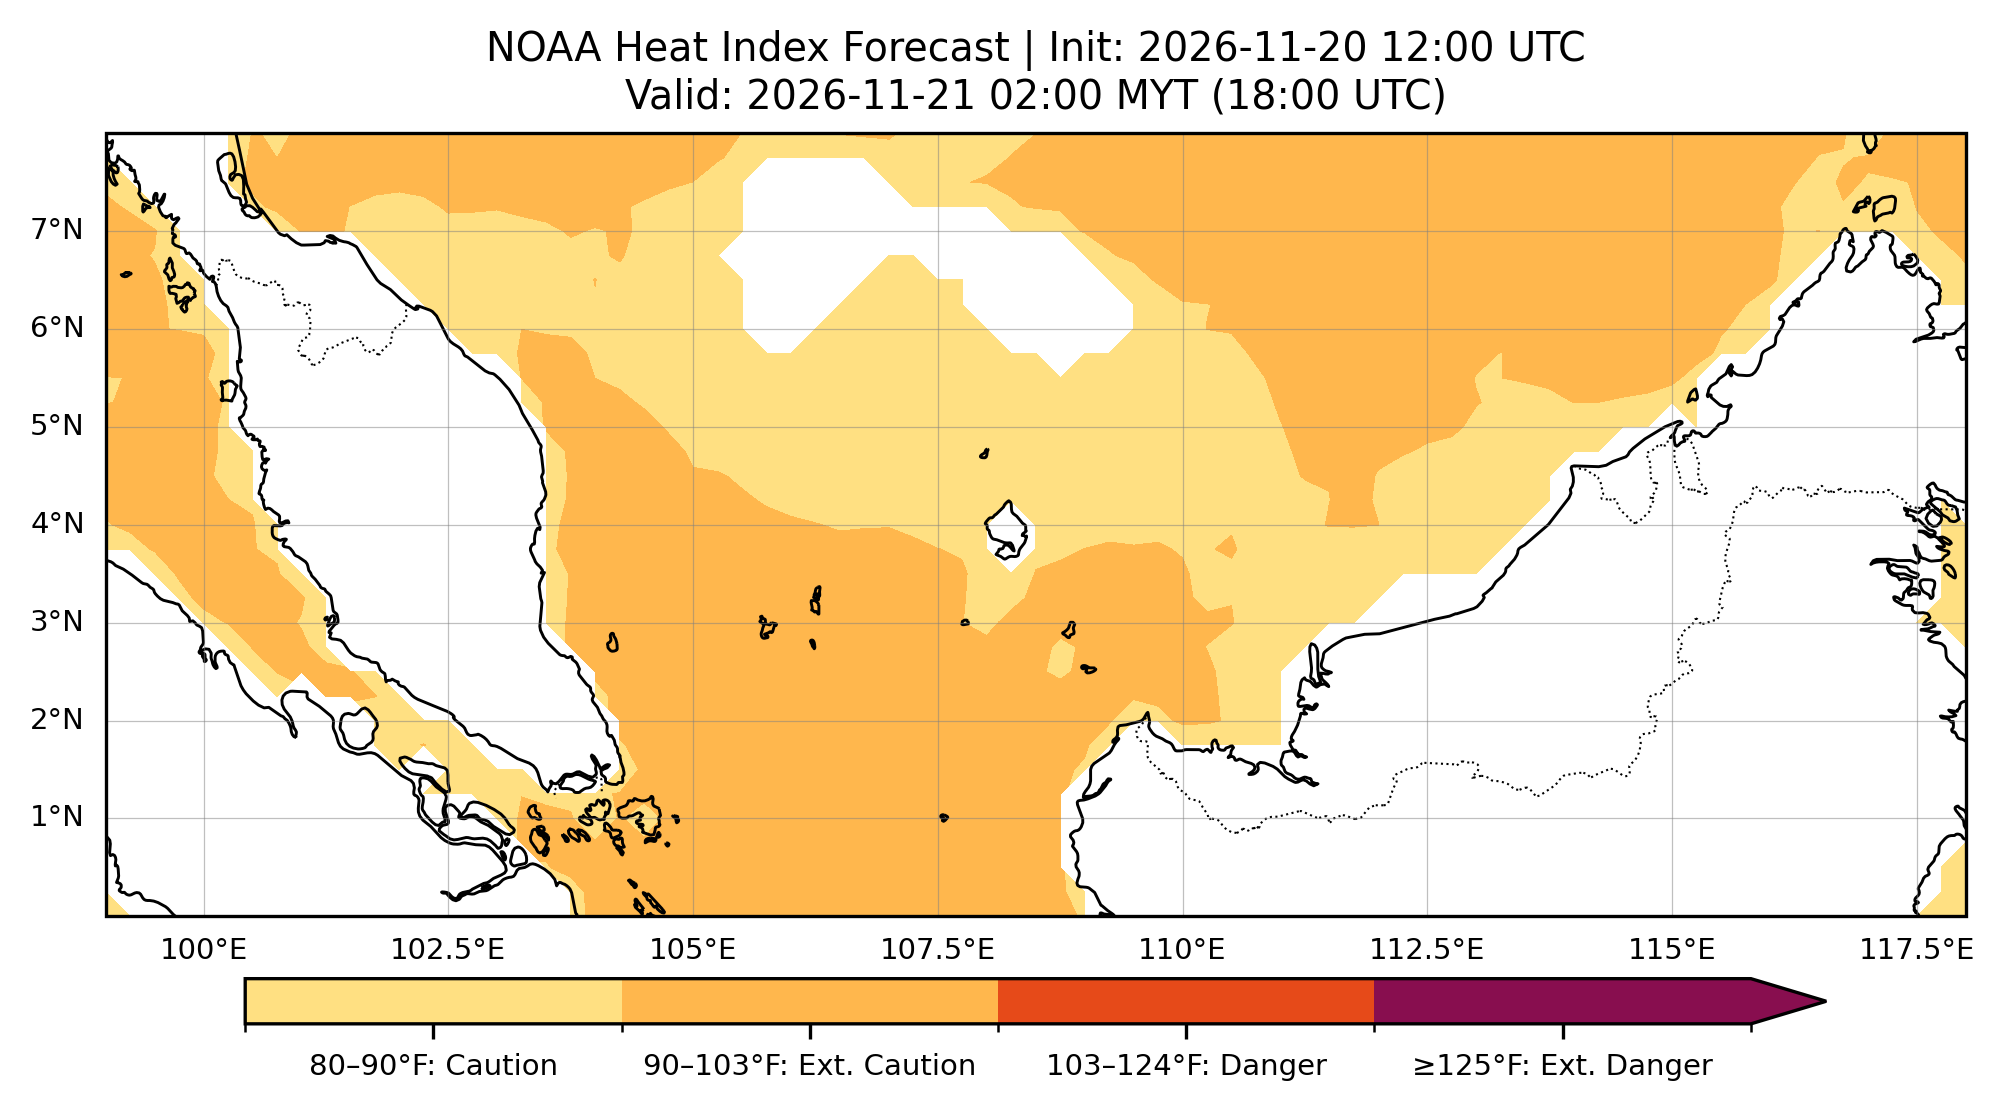 NOAA Heat Index Forecast | Init: 2026-11-20 12:00 UTC
Valid: 2026-11-21 02:00 MYT (18:00 UTC)
7°N
6°N
5°N
4°N
3°N
2°N
1°N
100°E 102.5°E 105°E 107.5°E 110°E 112.5°E 115°E 117.5°E
80–90°F: Caution 90–103°F: Ext. Caution 103–124°F: Danger ≥125°F: Ext. Danger